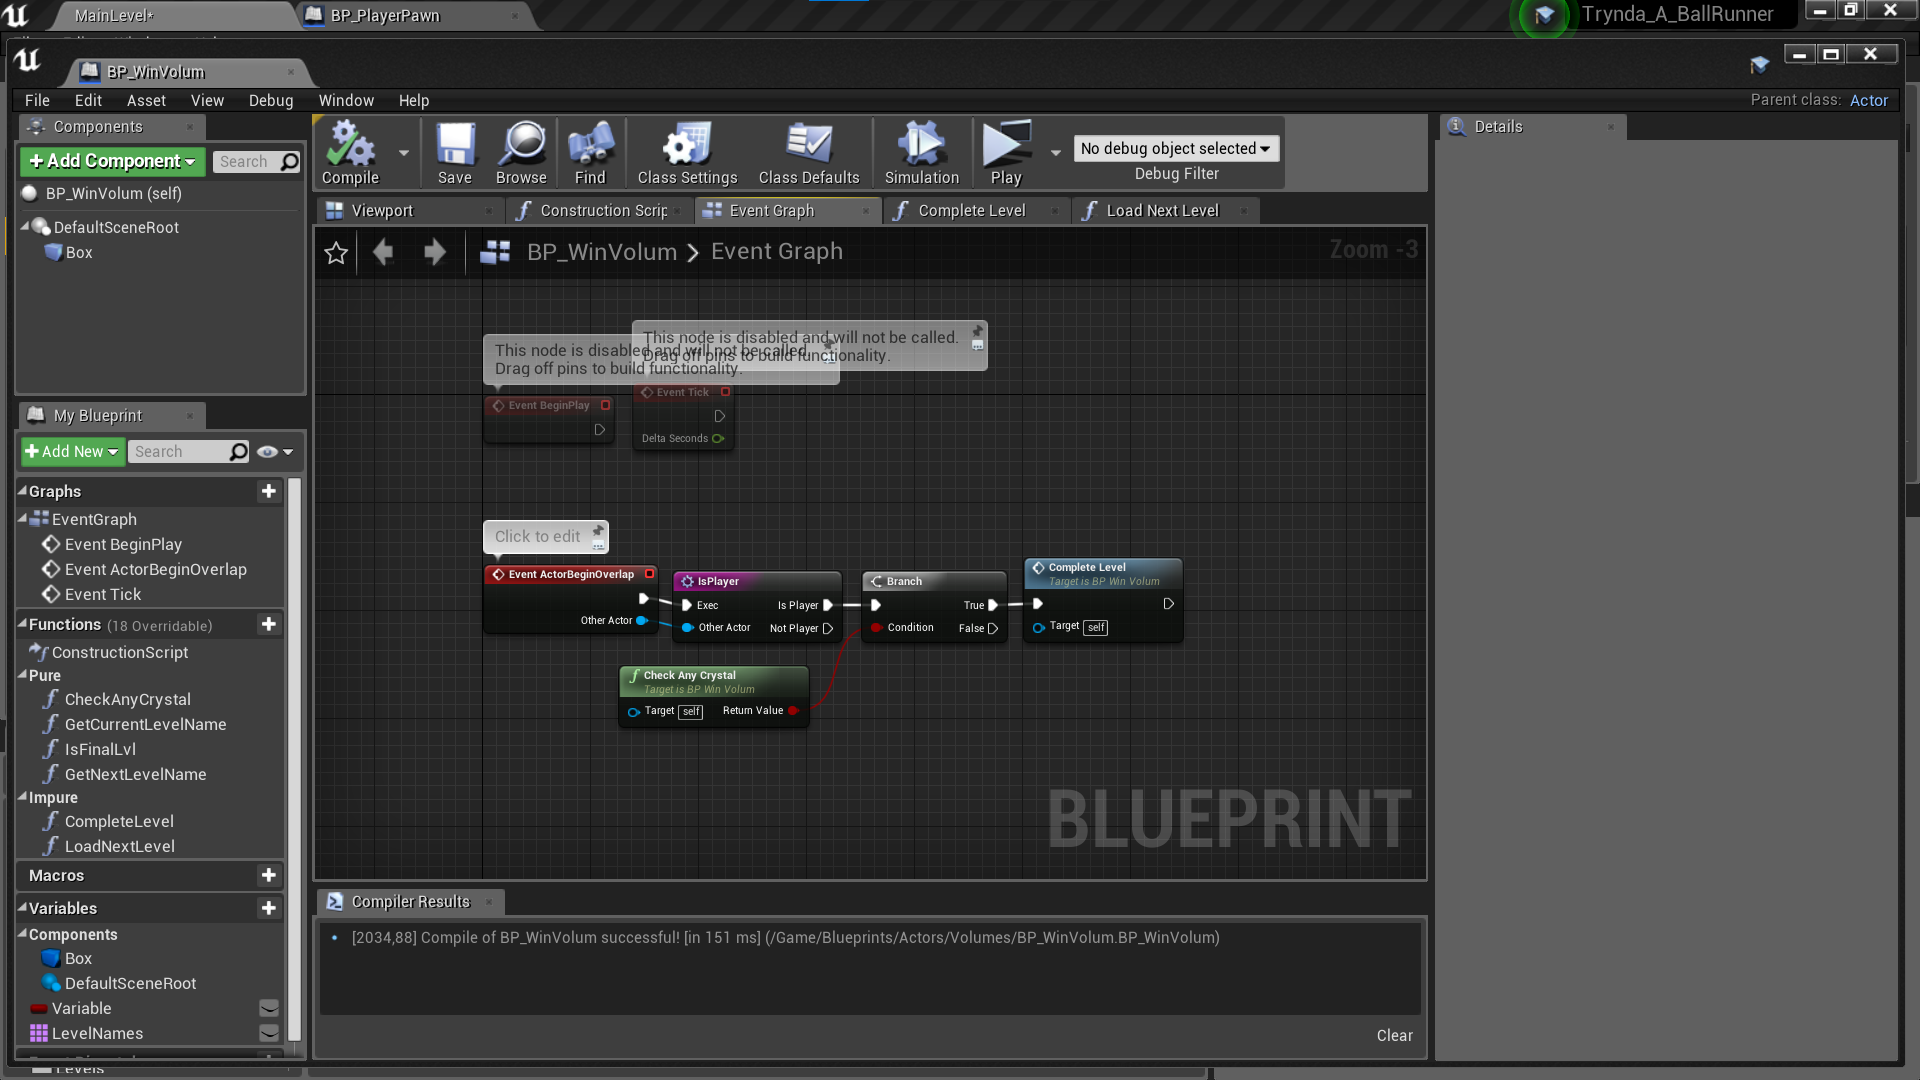 MainLevel*
BP_PlayerPawn
Trynda_A_BallRunner
BP_WinVolum
File Edit Asset View Debug Window Help
Parent class: Actor
Components
+Add Component
Search
BP_WinVolum (self)
DefaultSceneRoot
Box
Compile
Save
Browse
Find
Class Settings
Class Defaults
Simulation
Play
No debug object selected
Debug Filter
Details
Viewport
Construction Scrip
Event Graph
Complete Level
Load Next Level
BP_WinVolum > Event Graph
Zoom -3
This node is disabled and will not be called.
Drag off pins to build functionality.
This node is disabled and will not be called.
Drag off pins to build functionality.
Event BeginPlay
Event Tick
Delta Seconds
Click to edit
Event ActorBeginOverlap
Other Actor
IsPlayer
Exec
Is Player
Other Actor
Not Player
Branch
True
Condition
False
Complete Level
Target is BP Win Volum
Target self
Check Any Crystal
Target is BP Win Volum
Target self
Return Value
BLUEPRINT
My Blueprint
+Add New
Search
Graphs
EventGraph
Event BeginPlay
Event ActorBeginOverlap
Event Tick
Functions (18 Overridable)
ConstructionScript
Pure
CheckAnyCrystal
GetCurrentLevelName
IsFinalLvl
GetNextLevelName
Impure
CompleteLevel
LoadNextLevel
Macros
Variables
Components
Box
DefaultSceneRoot
Variable
LevelNames
Levels
Compiler Results
[2034,88] Compile of BP_WinVolum successful! [in 151 ms] (/Game/Blueprints/Actors/Volumes/BP_WinVolum.BP_WinVolum)
Clear